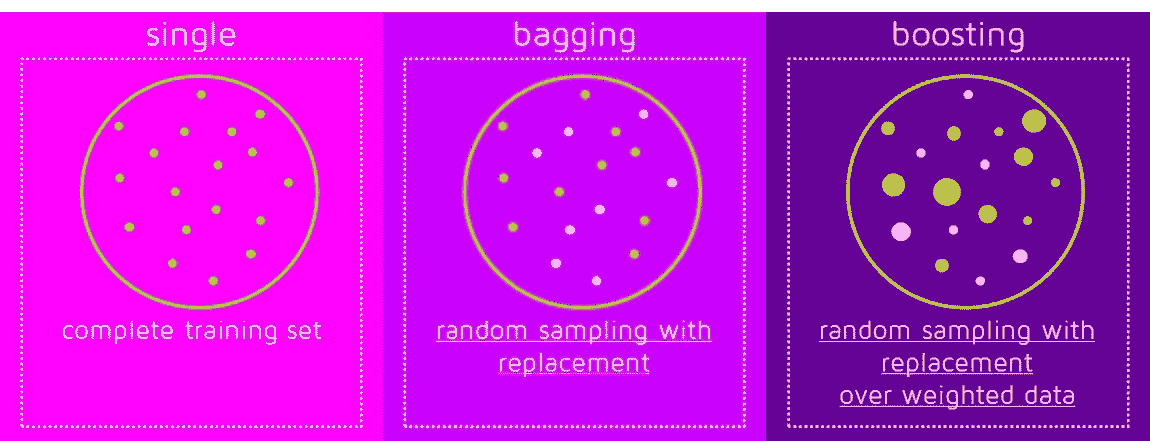 single
complete training set
bagging
random sampling with
replacement
boosting
random sampling with
replacement
over weighted data